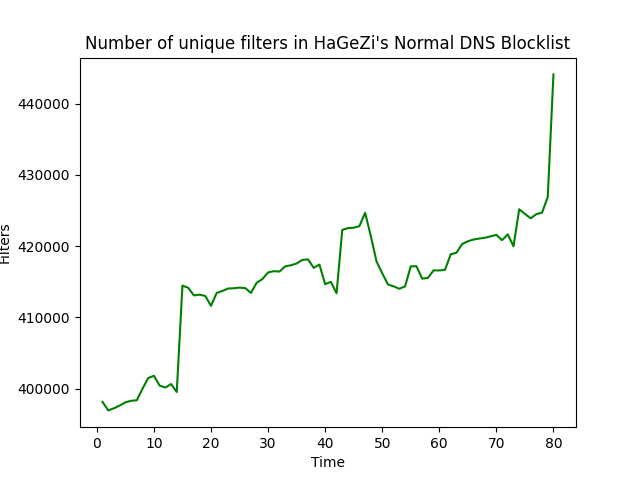 Number of unique filters in HaGeZi's Normal DNS Blocklist
440000
430000
420000
410000
400000
Filters
0 10 20 30 40 50 60 70 80
Time